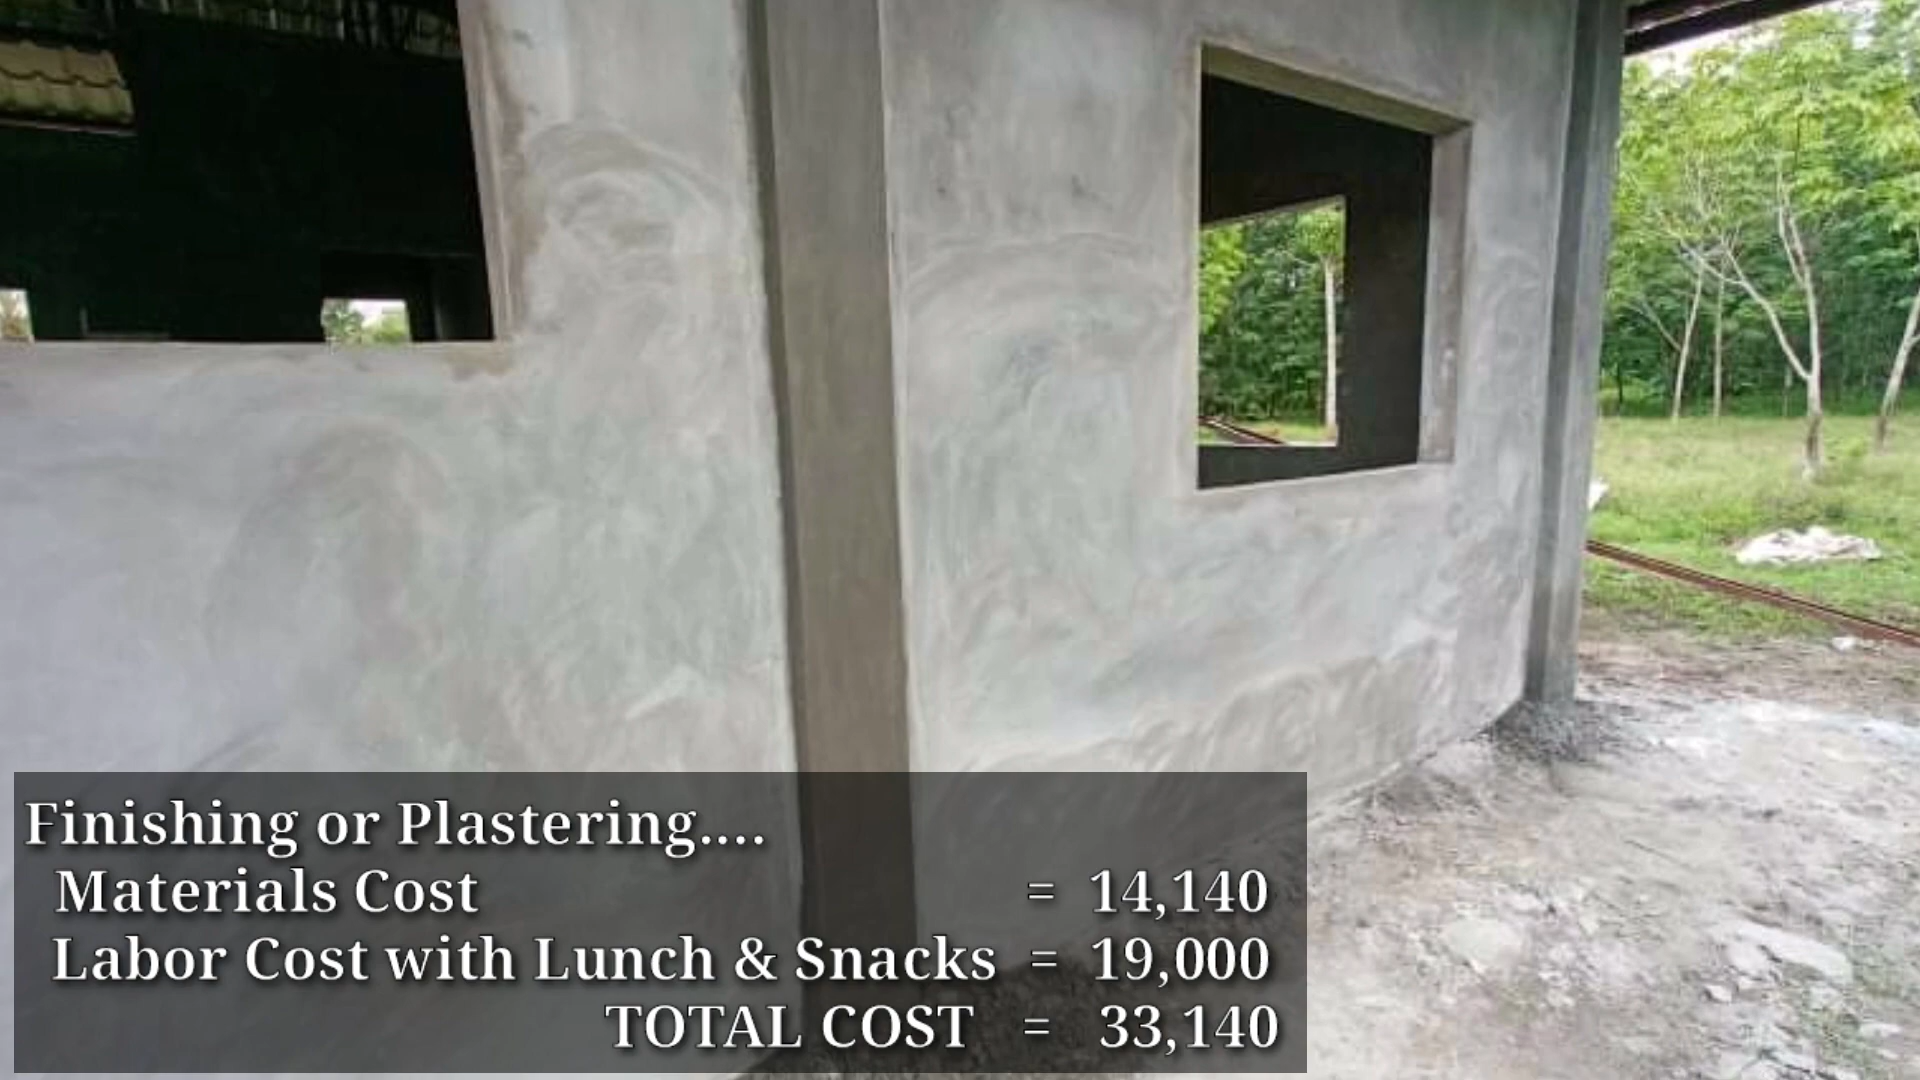 Finishing or Plastering....
Materials Cost = 14,140
Labor Cost with Lunch & Snacks = 19,000
TOTAL COST = 33,140